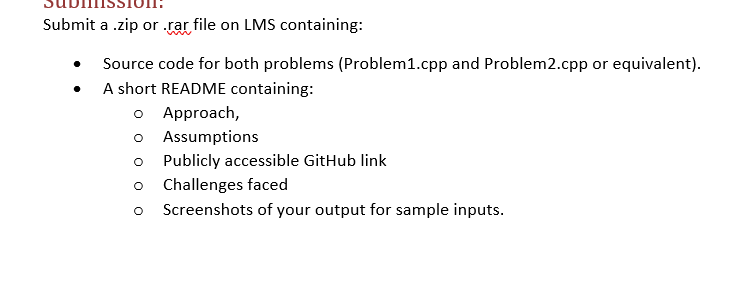 Submission:
Submit a .zip or .rar file on LMS containing:
• Source code for both problems (Problem1.cpp and Problem2.cpp or equivalent).
• A short README containing:
o Approach,
o Assumptions
o Publicly accessible GitHub link
o Challenges faced
o Screenshots of your output for sample inputs.